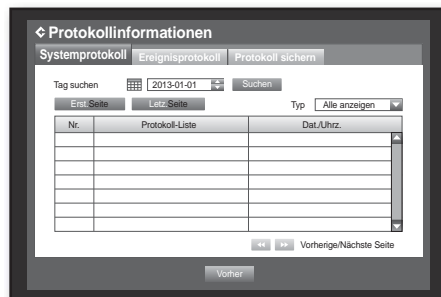 Protokollinformationen
Systemprotokoll Ereignisprotokoll Protokoll sichern
Tag suchen 2013-01-01 Suchen
Erst.Seite Letz.Seite Typ Alle anzeigen
Nr. Protokoll-Liste Dat./Uhrz.
Vorherige/Nächste Seite
Vorher